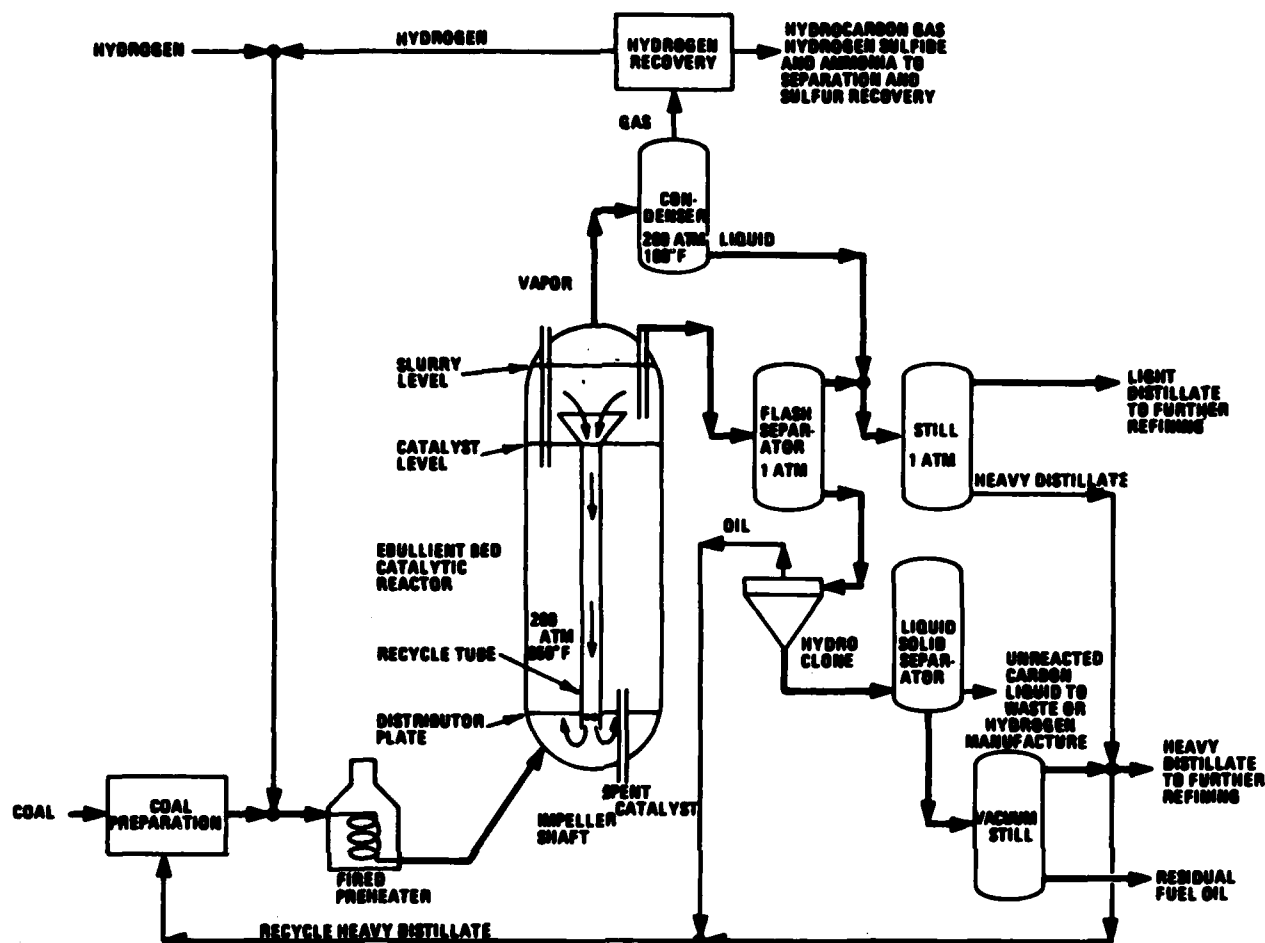 HYDROGEN
HYDROGEN
HYDROGEN
RECOVERY
HYDROCARBON GAS
HYDROGEN SULFIDE
AND AMMONIA TO
SEPARATION AND
SULFUR RECOVERY
GAS
CON-
DENSER
200 ATM
100°F
LIQUID
VAPOR
SLURRY
LEVEL
CATALYST
LEVEL
FLASH
SEPAR-
ATOR
1 ATM
STILL
1 ATM
LIGHT
DISTILLATE
TO FURTHER
REFINING
HEAVY DISTILLATE
OIL
EBULLIENT BED
CATALYTIC
REACTOR
200
ATM
850°F
RECYCLE TUBE
DISTRIBUTOR
PLATE
HYDRO
CLONE
LIQUID
SOLID
SEPAR-
ATOR
UNREACTED
CARBON
LIQUID TO
WASTE OR
HYDROGEN
MANUFACTURE
HEAVY
DISTILLATE
TO FURTHER
REFINING
COAL
COAL
PREPARATION
SPENT
CATALYST
IMPELLER
SHAFT
VACUUM
STILL
FIRED
PREHEATER
RESIDUAL
FUEL OIL
RECYCLE HEAVY DISTILLATE